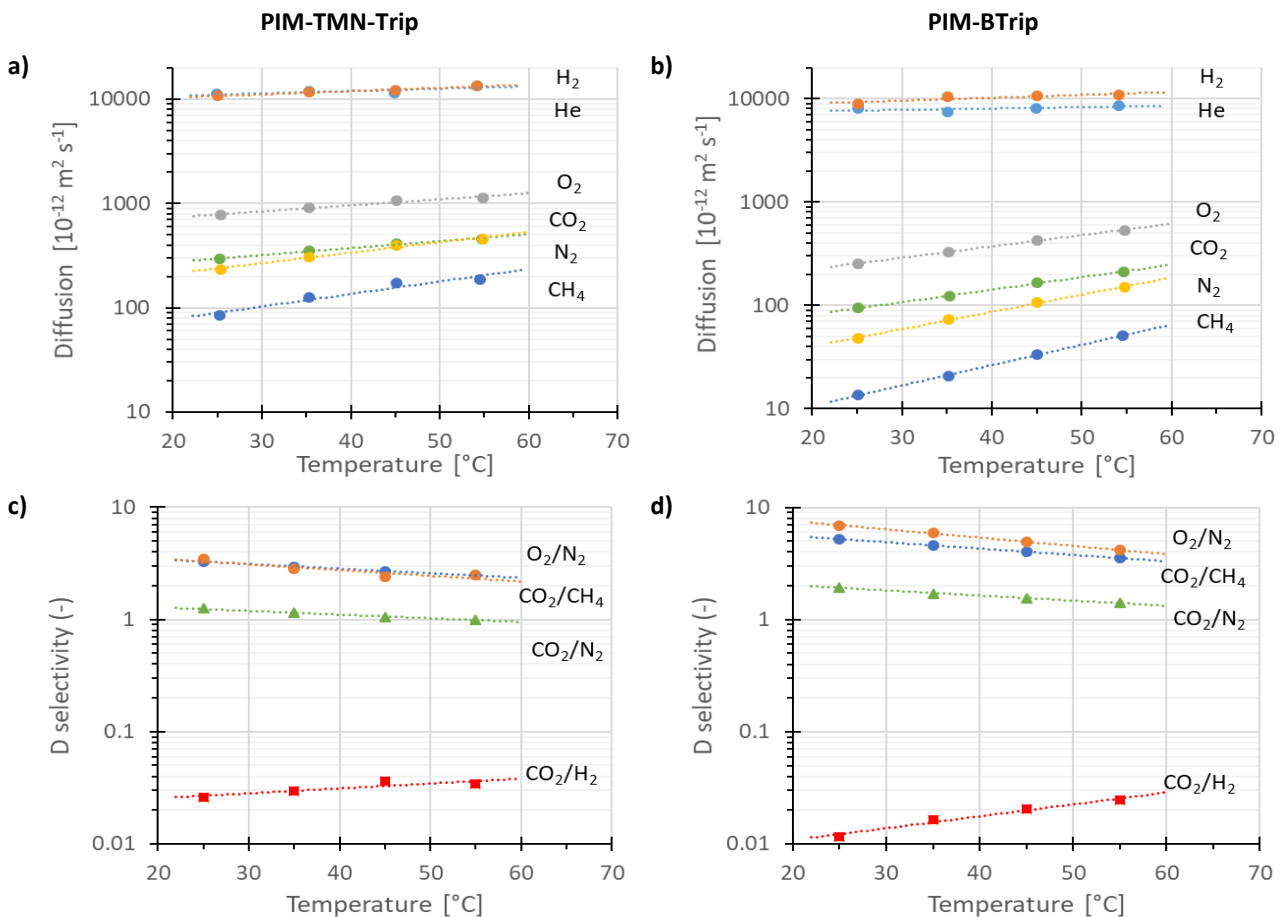 PIM-TMN-Trip
PIM-BTrip
a)
Diffusion [10⁻¹² m² s⁻¹]
10000
1000
100
10
H₂
He
O₂
CO₂
N₂
CH₄
20 30 40 50 60 70
Temperature [°C]
b)
Diffusion [10⁻¹² m² s⁻¹]
10000
1000
100
10
H₂
He
O₂
CO₂
N₂
CH₄
20 30 40 50 60 70
Temperature [°C]
c)
D selectivity (-)
10
1
0.1
0.01
O₂/N₂
CO₂/CH₄
CO₂/N₂
CO₂/H₂
20 30 40 50 60 70
Temperature [°C]
d)
D selectivity (-)
10
1
0.1
0.01
O₂/N₂
CO₂/CH₄
CO₂/N₂
CO₂/H₂
20 30 40 50 60 70
Temperature [°C]